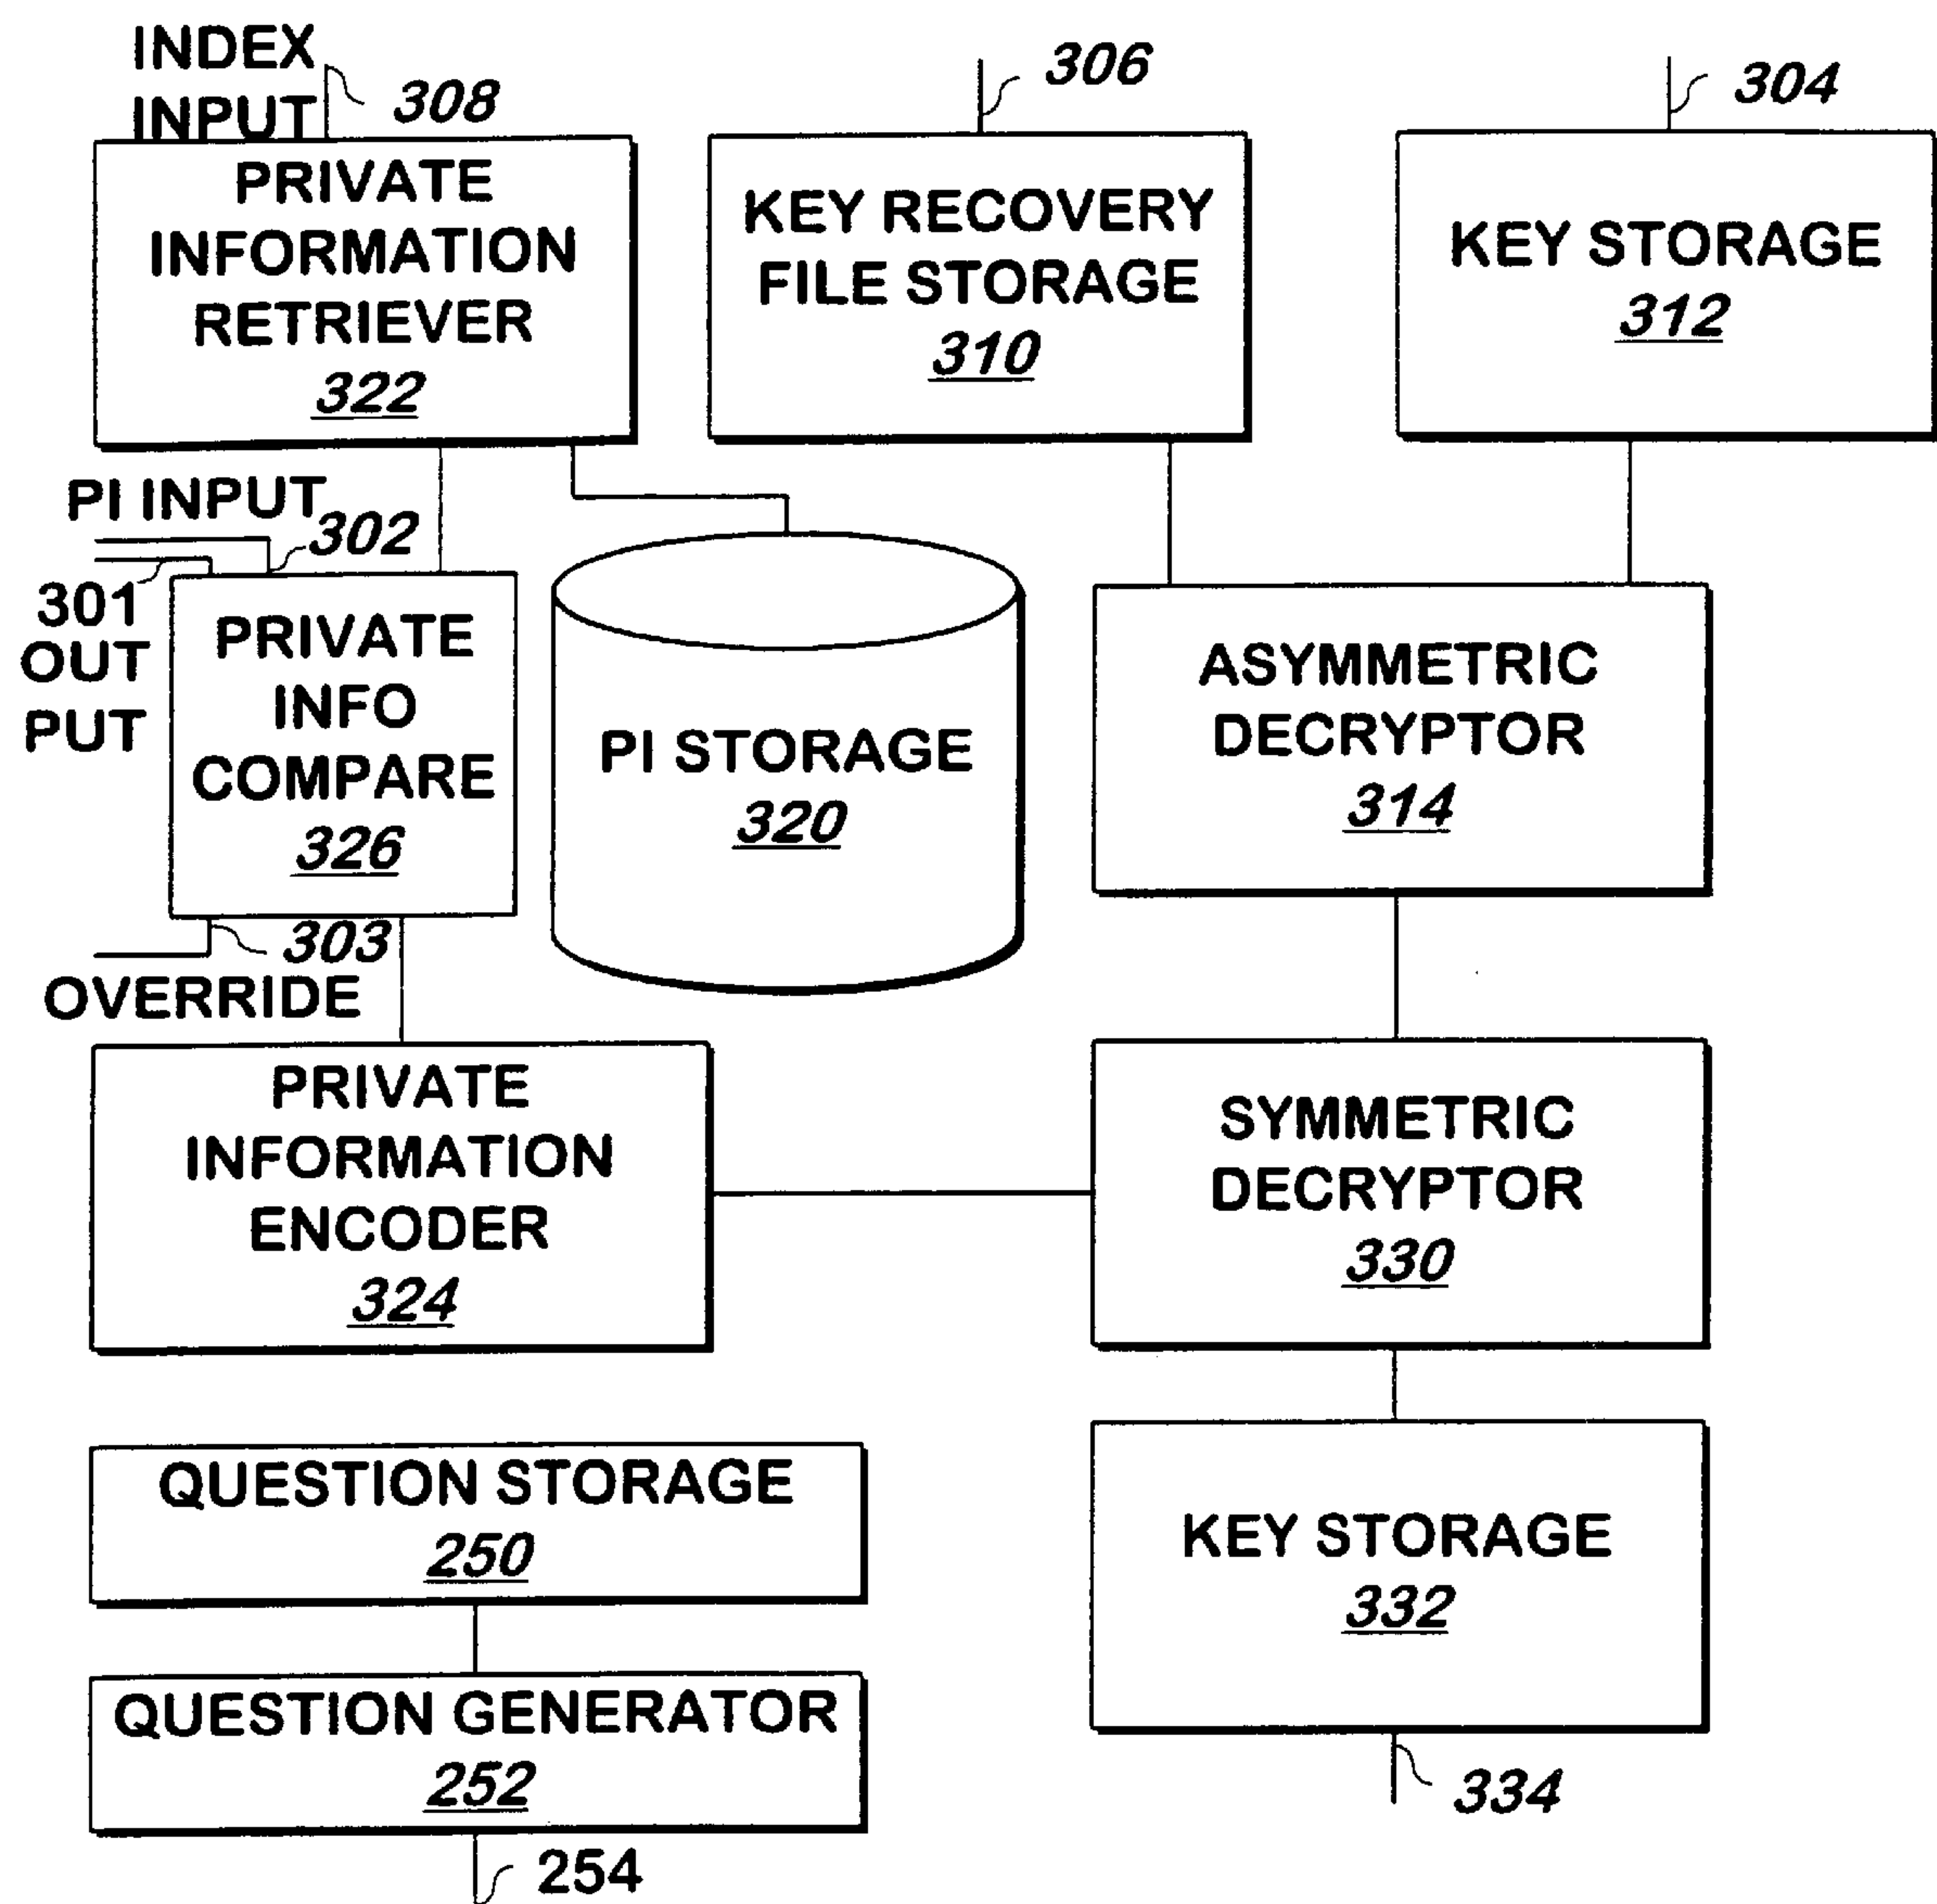 INDEX
INPUT
308
306
304
PRIVATE
INFORMATION
RETRIEVER
322
KEY RECOVERY
FILE STORAGE
310
KEY STORAGE
312
PI INPUT
302
301
OUT
PUT
PRIVATE
INFO
COMPARE
326
303
OVERRIDE
PI STORAGE
320
ASYMMETRIC
DECRYPTOR
314
PRIVATE
INFORMATION
ENCODER
324
SYMMETRIC
DECRYPTOR
330
QUESTION STORAGE
250
QUESTION GENERATOR
252
254
KEY STORAGE
332
334